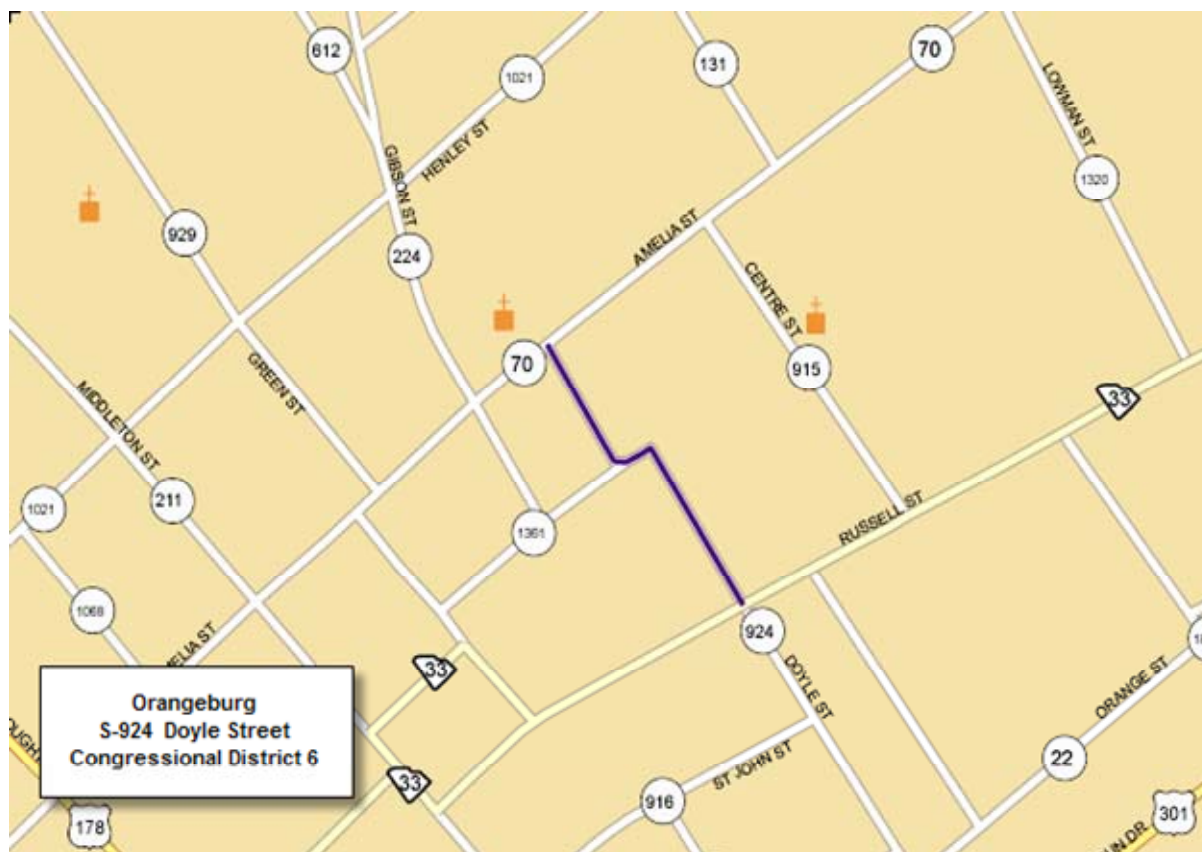 612
1021
131
70
HENLEY ST
LOWMAN ST
GIBSON ST
1320
929
224
AMELIA ST
CENTRE ST
70
915
33
GREEN ST
MIDDLETON ST
211
1021
1361
RUSSELL ST
1068
924
DOYLE ST
33
ORANGE ST
Orangeburg
S-924 Doyle Street
Congressional District 6
33
22
ST JOHN ST
916
178
301